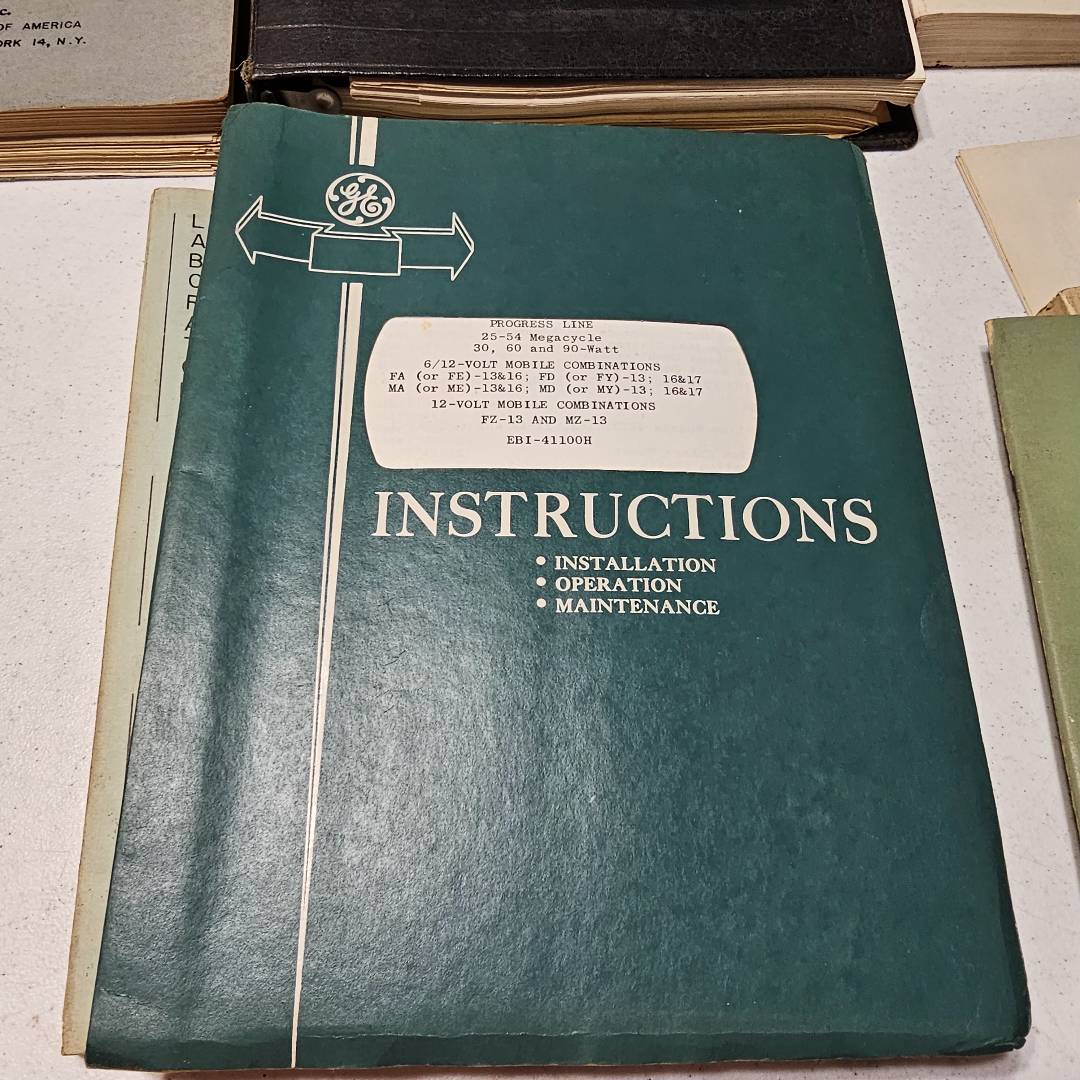 C.
OF AMERICA
ORK 14, N.Y.
L
A
B
O
R
A
GE
PROGRESS LINE
25-54 Megacycle
30, 60 and 90-Watt
6/12-VOLT MOBILE COMBINATIONS
FA (or FE)-13&16; FD (or FY)-13; 16&17
MA (or ME)-13&16; MD (or MY)-13; 16&17
12-VOLT MOBILE COMBINATIONS
FZ-13 AND MZ-13
EBI-41100H
INSTRUCTIONS
• INSTALLATION
• OPERATION
• MAINTENANCE